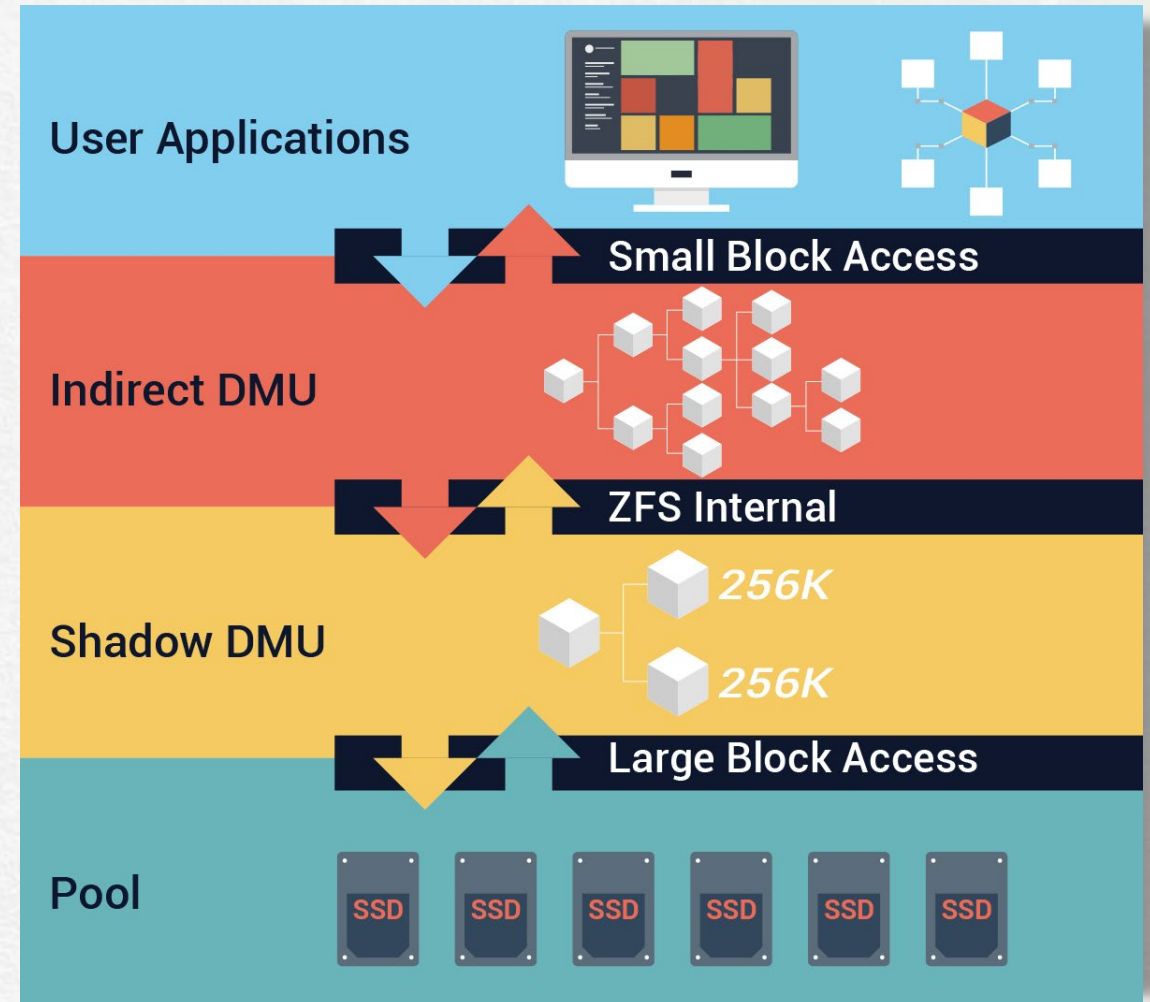 User Applications
Small Block Access
Indirect DMU
ZFS Internal
256K
Shadow DMU
256K
Large Block Access
Pool
SSD SSD SSD SSD SSD SSD